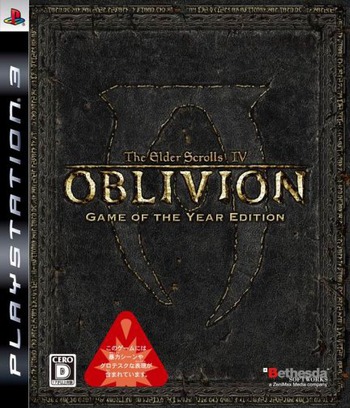 PLAYSTATION 3
The Elder Scrolls IV
OBLIVION
GAME OF THE YEAR EDITION
このゲームには
暴力シーンや
グロテスクな表現が
含まれています。
CERO
D
Bethesda
SOFTWORKS
a ZeniMax Media company